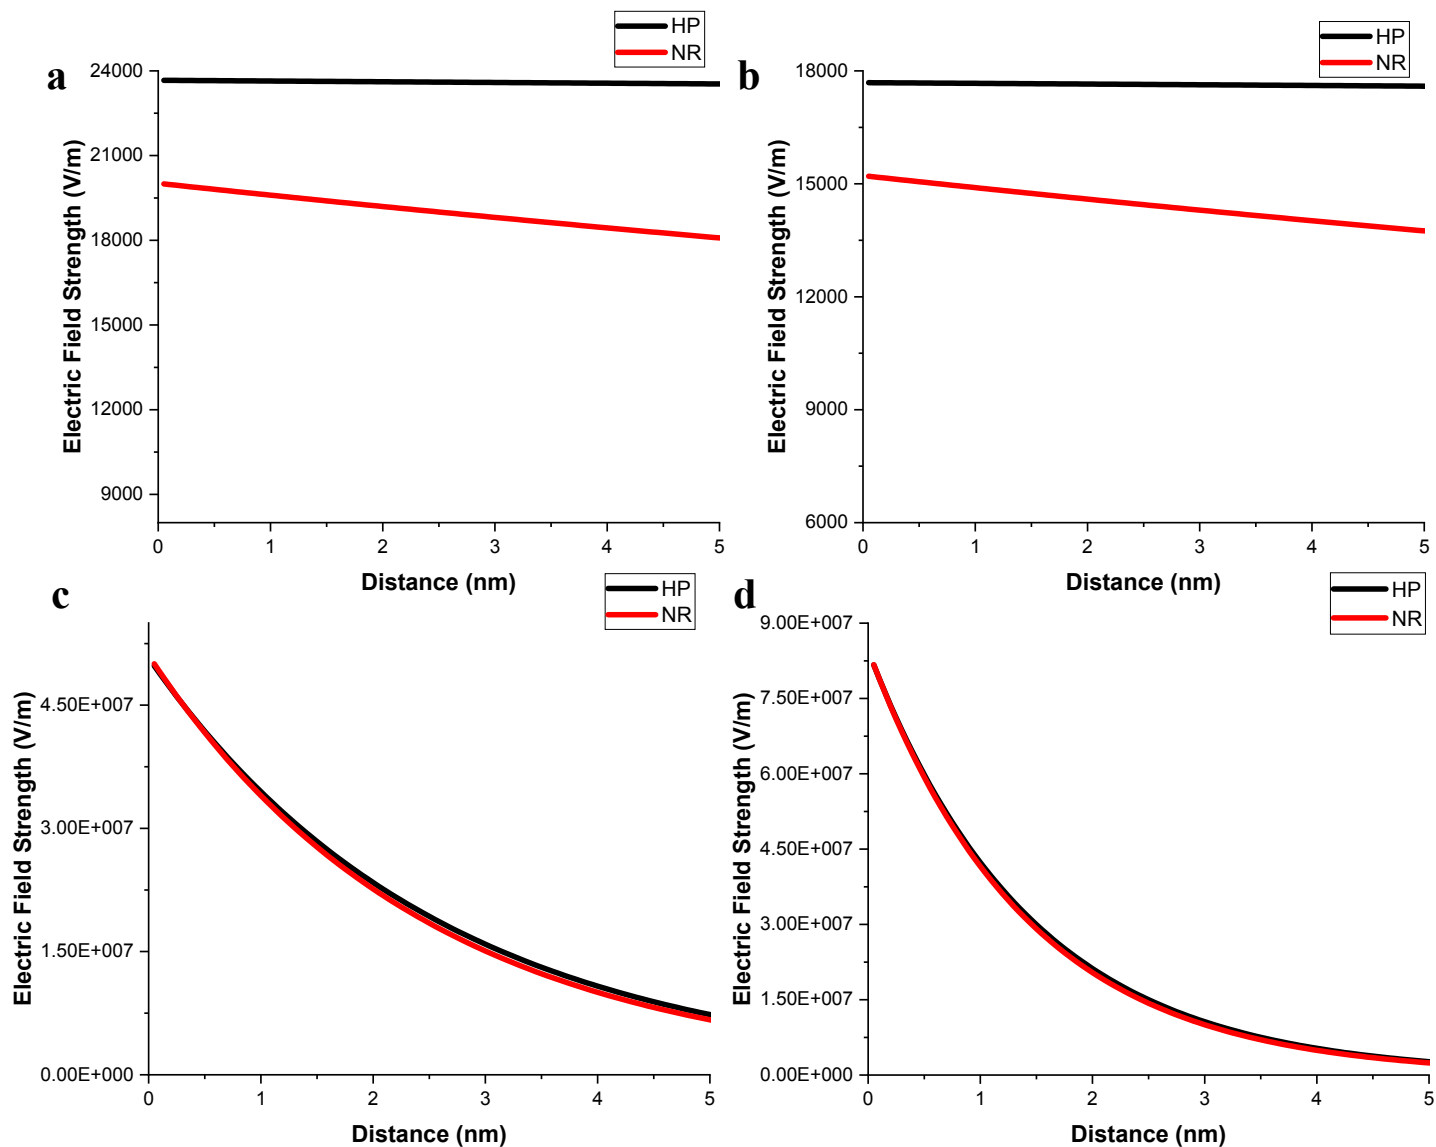 HP
NR
a
24000
21000
18000
15000
12000
9000
Electric Field Strength (V/m)
0 1 2 3 4 5
Distance (nm)
HP
NR
b
18000
15000
12000
9000
6000
Electric Field Strength (V/m)
0 1 2 3 4 5
Distance (nm)
HP
NR
c
4.50E+007
3.00E+007
1.50E+007
0.00E+000
Electric Field Strength (V/m)
0 1 2 3 4 5
Distance (nm)
HP
NR
d
9.00E+007
7.50E+007
6.00E+007
4.50E+007
3.00E+007
1.50E+007
0.00E+000
Electric Field Strength (V/m)
0 1 2 3 4 5
Distance (nm)